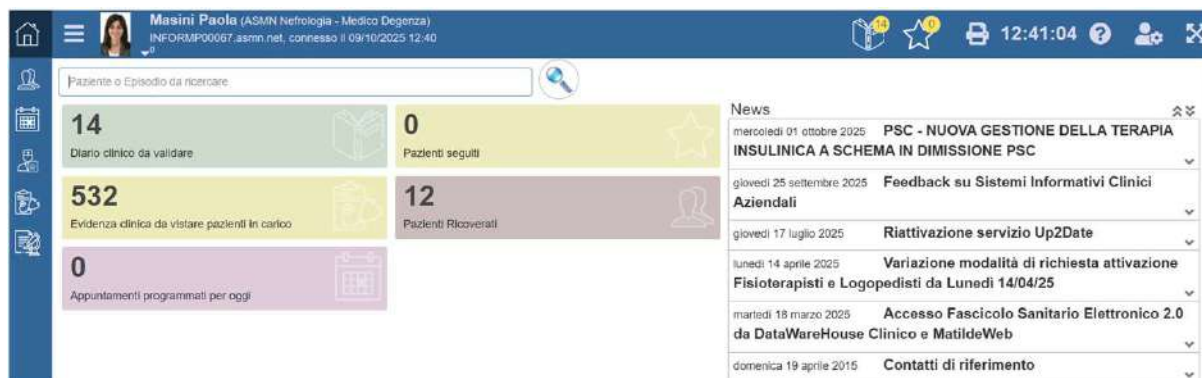 Masini Paola (ASMN Nefrologia - Medico Degenza)
INFORMP00067.asmn.net, connesso il 09/10/2025 12:40
0
14
0
12:41:04
Paziente o Episodio da ricercare
14
Diario clinico da validare
0
Pazienti seguiti
532
Evidenza clinica da vistare pazienti in carico
12
Pazienti Ricoverati
0
Appuntamenti programmati per oggi
News
mercoledì 01 ottobre 2025 PSC - NUOVA GESTIONE DELLA TERAPIA
INSULINICA A SCHEMA IN DIMISSIONE PSC
giovedì 25 settembre 2025 Feedback su Sistemi Informativi Clinici
Aziendali
giovedì 17 luglio 2025 Riattivazione servizio Up2Date
lunedì 14 aprile 2025 Variazione modalità di richiesta attivazione
Fisioterapisti e Logopedisti da Lunedì 14/04/25
martedì 18 marzo 2025 Accesso Fascicolo Sanitario Elettronico 2.0
da DataWareHouse Clinico e MatildeWeb
domenica 19 aprile 2015 Contatti di riferimento